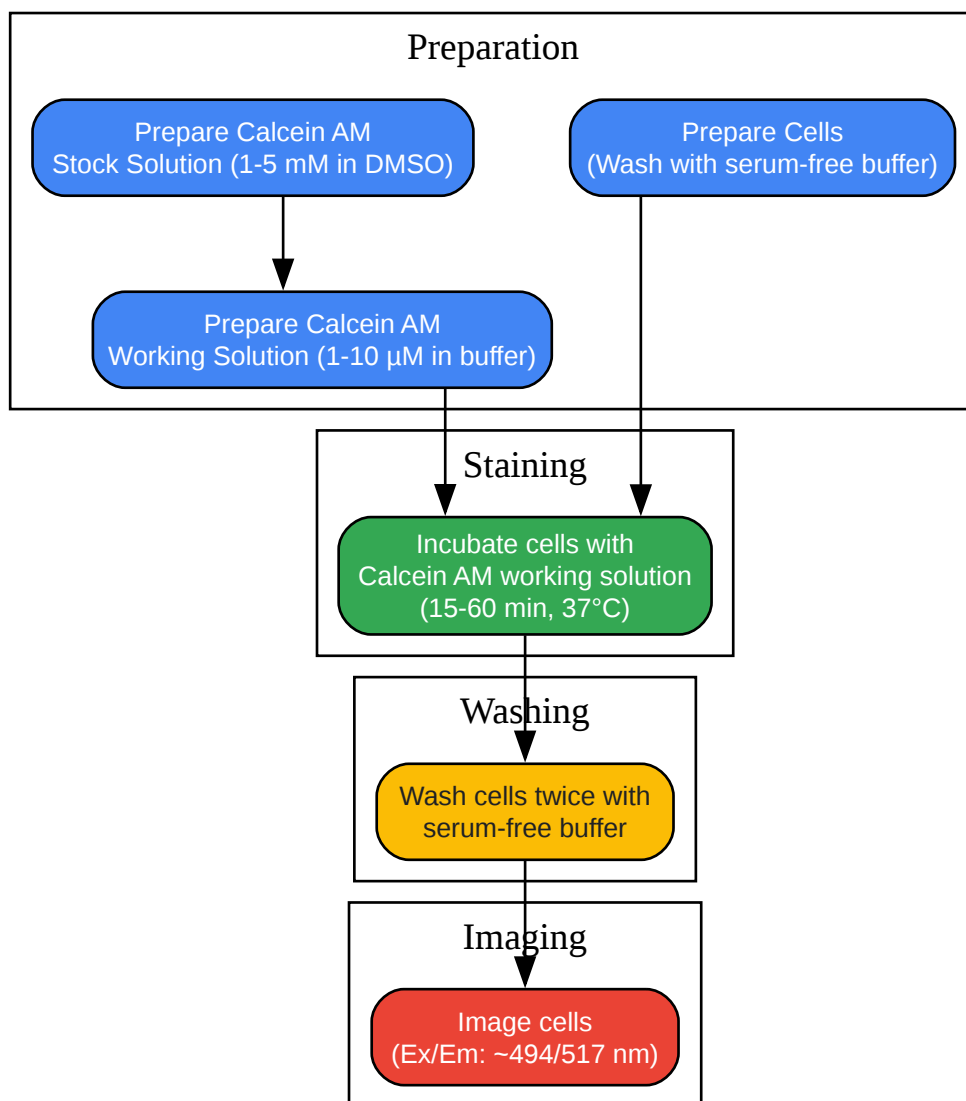 Preparation
Prepare Calcein AM
Stock Solution (1-5 mM in DMSO)
Prepare Cells
(Wash with serum-free buffer)
Prepare Calcein AM
Working Solution (1-10 µM in buffer)
Staining
Incubate cells with
Calcein AM working solution
(15-60 min, 37°C)
Washing
Wash cells twice with
serum-free buffer
Imaging
Image cells
(Ex/Em: ~494/517 nm)